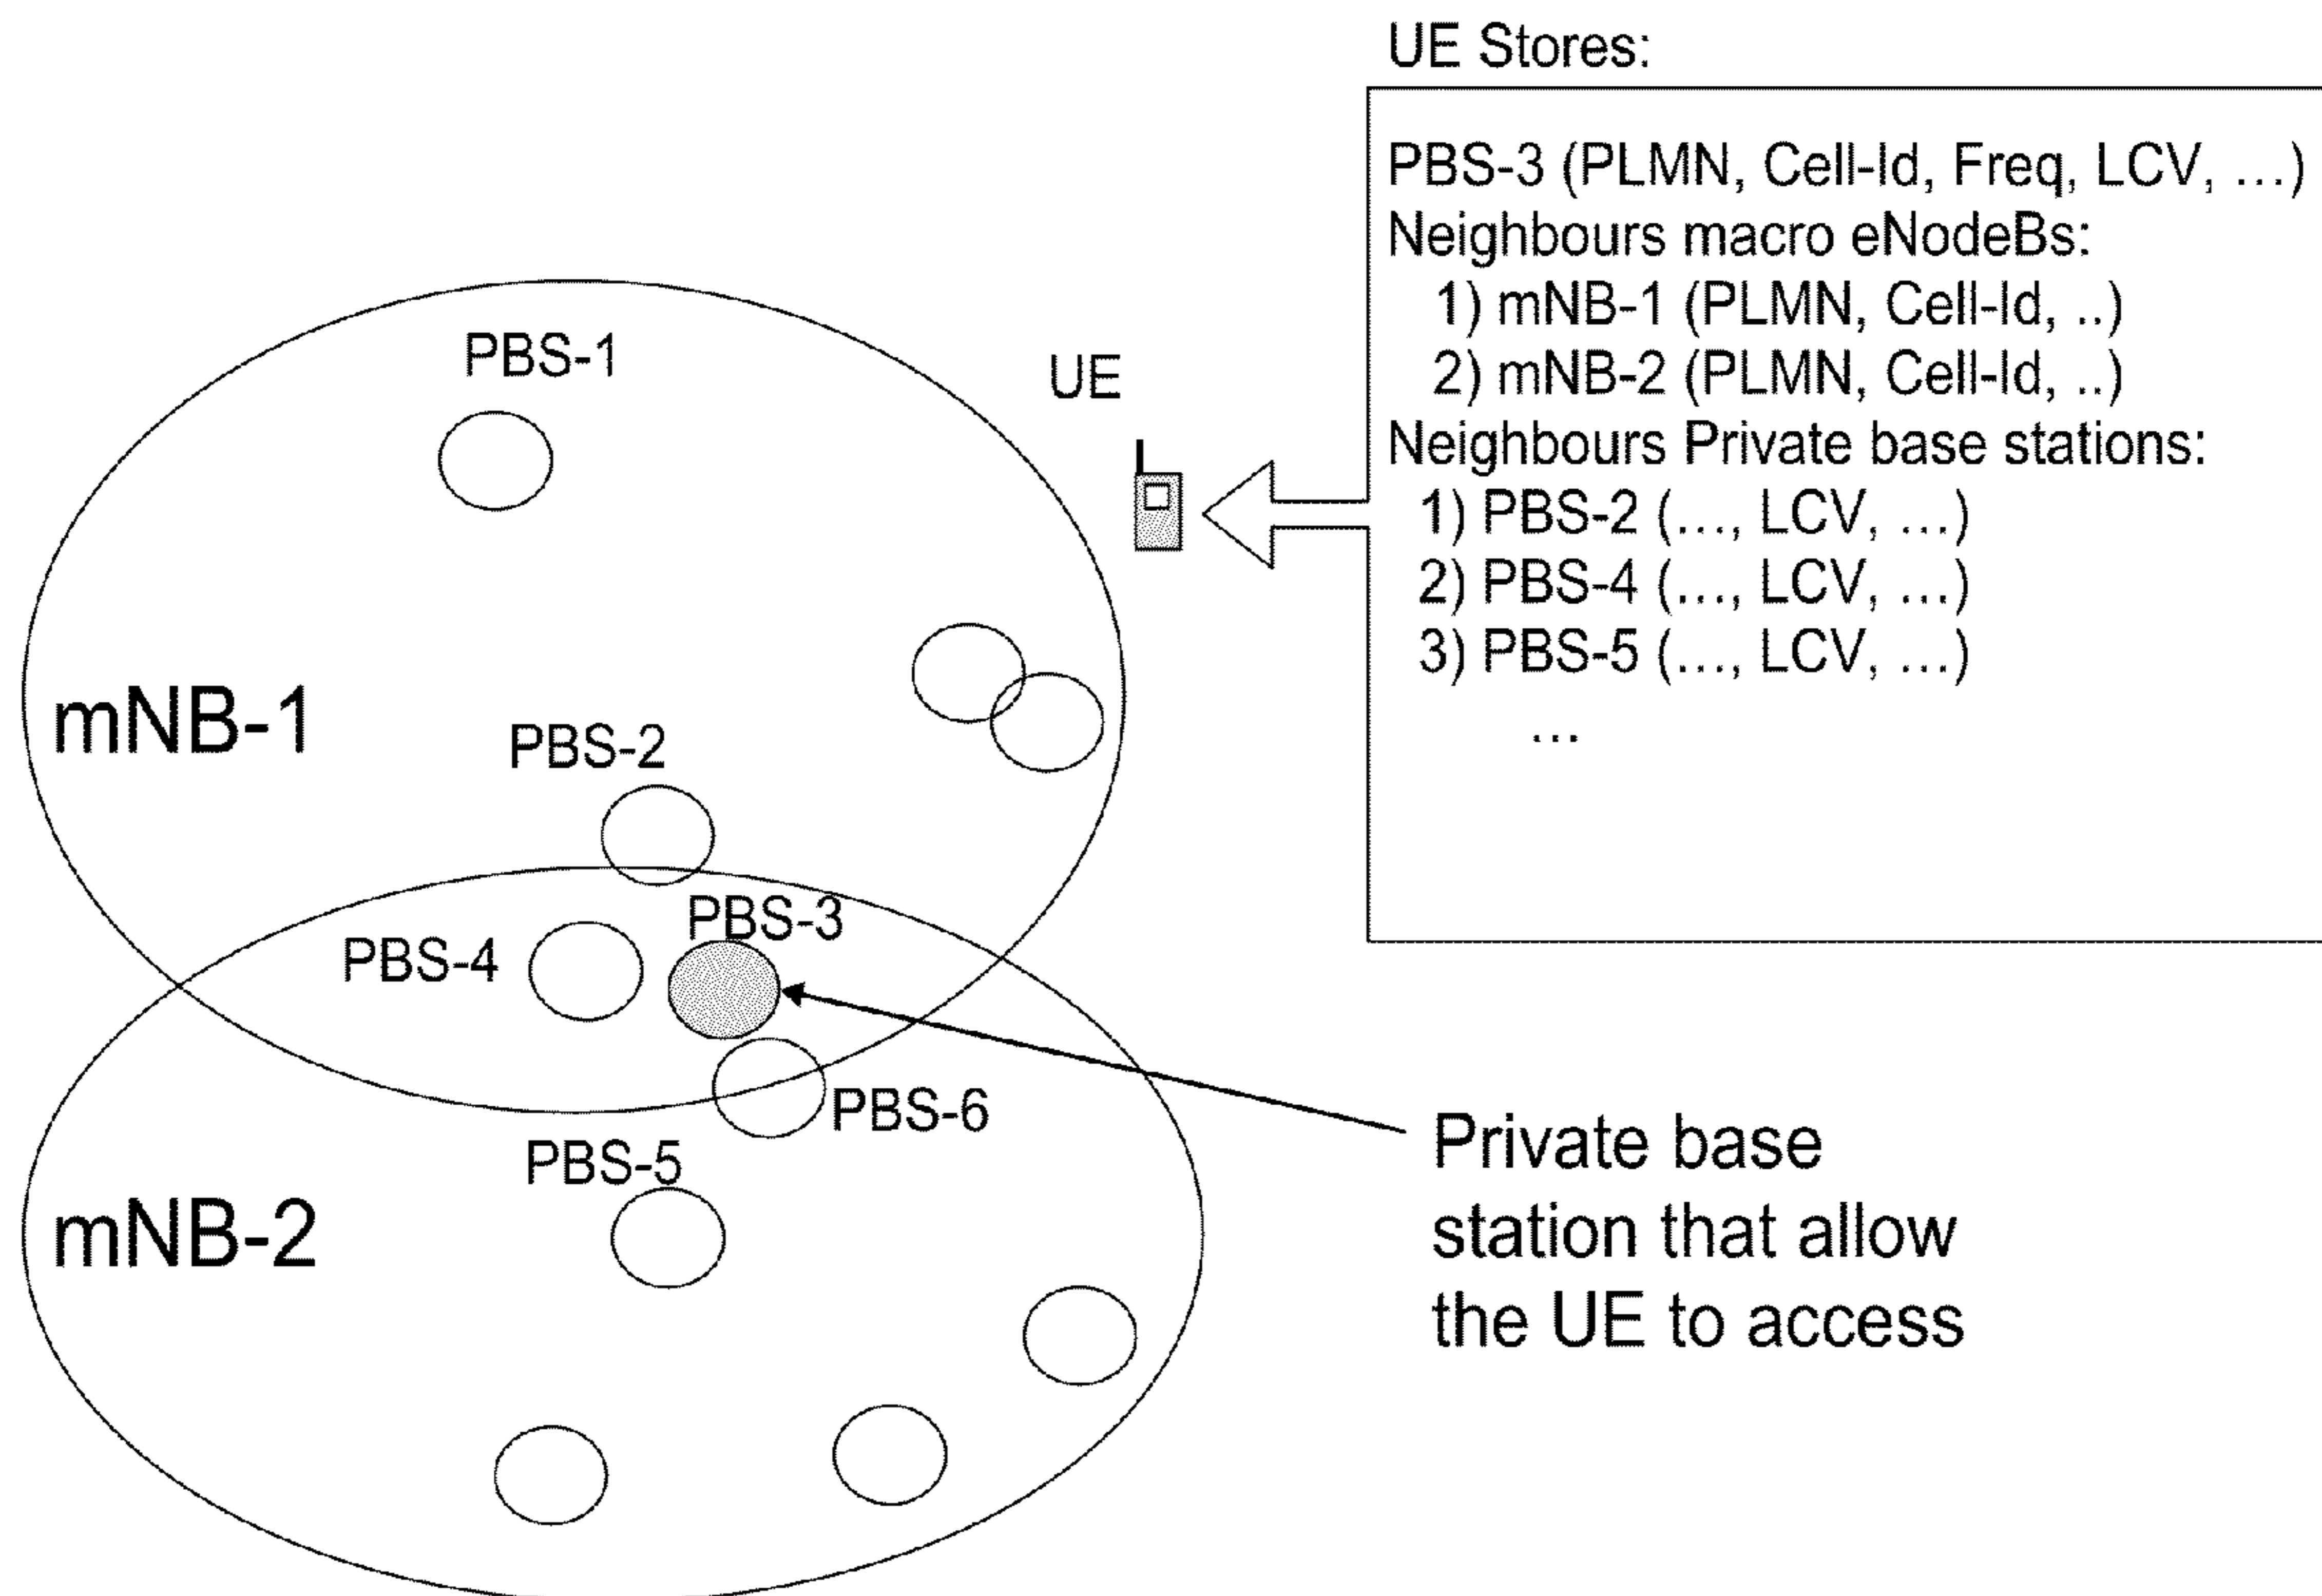 UE Stores:
PBS-3 (PLMN, Cell-Id, Freq, LCV, ...)
Neighbours macro eNodeBs:
1) mNB-1 (PLMN, Cell-Id, ..)
2) mNB-2 (PLMN, Cell-Id, ..)
Neighbours Private base stations:
1) PBS-2 (..., LCV, ...)
2) PBS-4 (..., LCV, ...)
3) PBS-5 (..., LCV, ...)
...
UE
PBS-1
mNB-1
PBS-2
PBS-3
PBS-4
PBS-6
PBS-5
mNB-2
Private base
station that allow
the UE to access